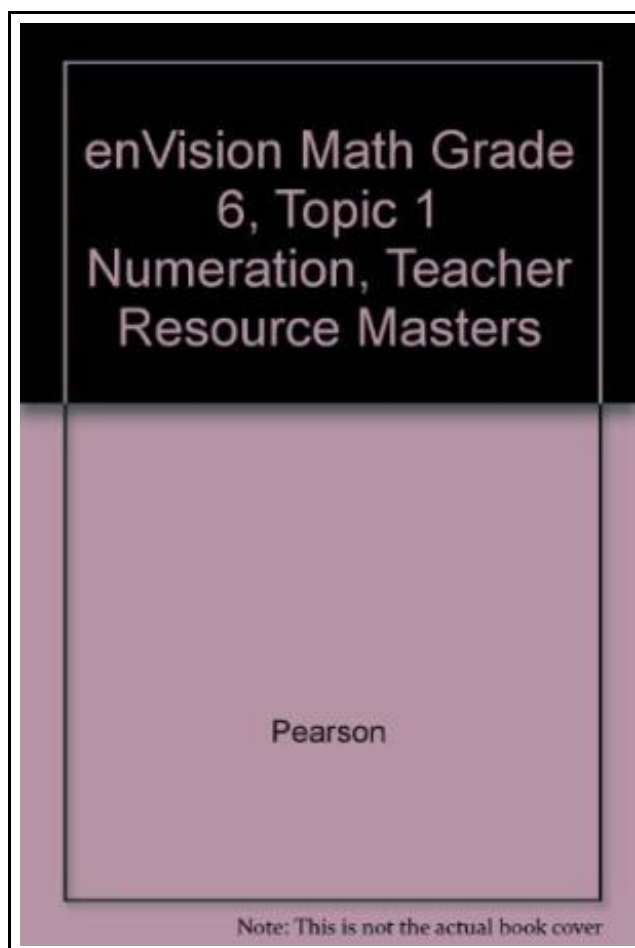 enVision Math Grade
6, Topic 1
Numeration, Teacher
Resource Masters
Pearson
Note: This is not the actual book cover